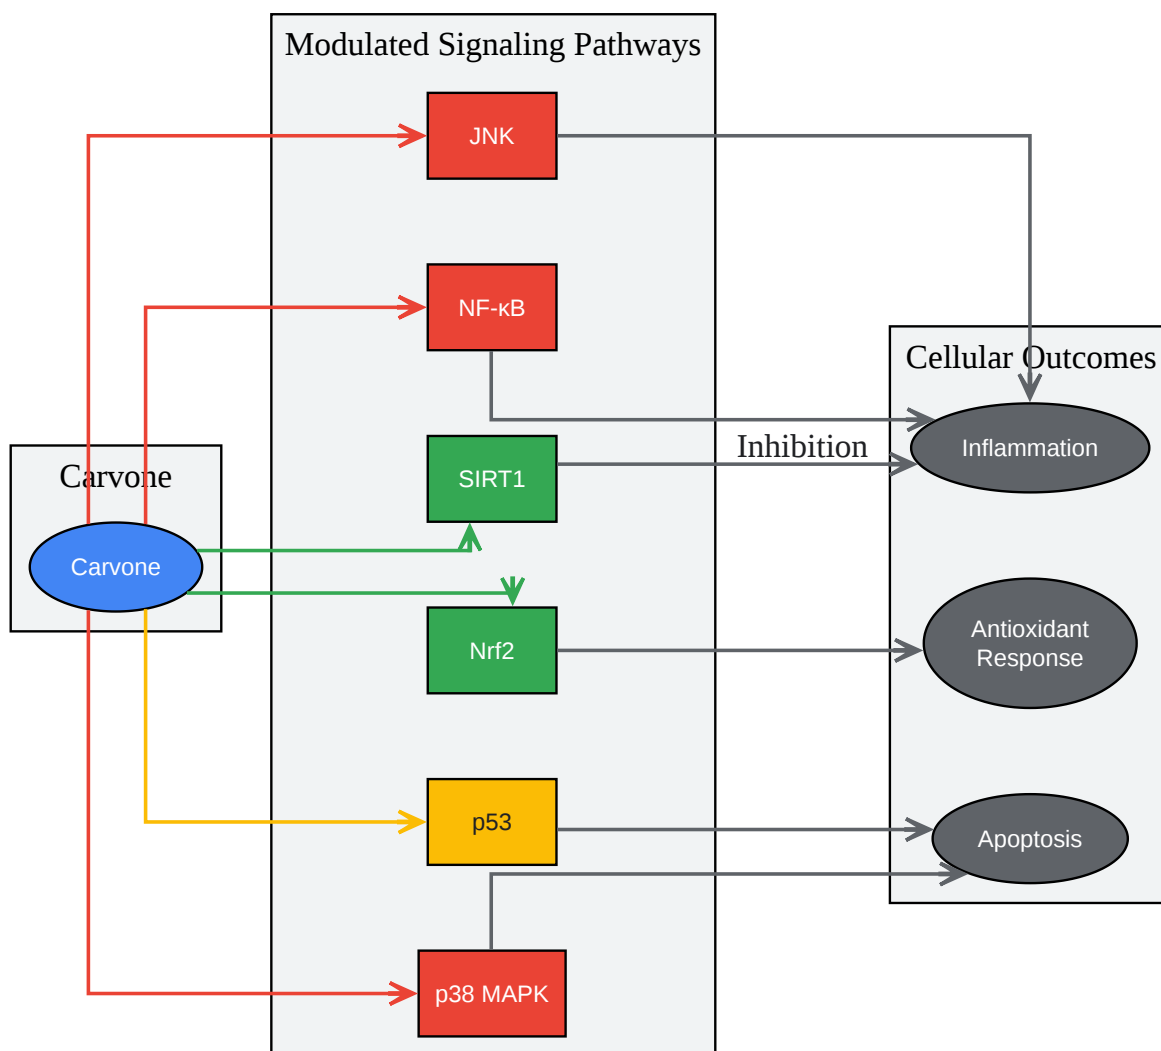 Modulated Signaling Pathways
JNK
NF-κB
Cellular Outcomes
Inhibition
Inflammation
Carvone
SIRT1
Carvone
Antioxidant
Response
Nrf2
p53
Apoptosis
p38 MAPK